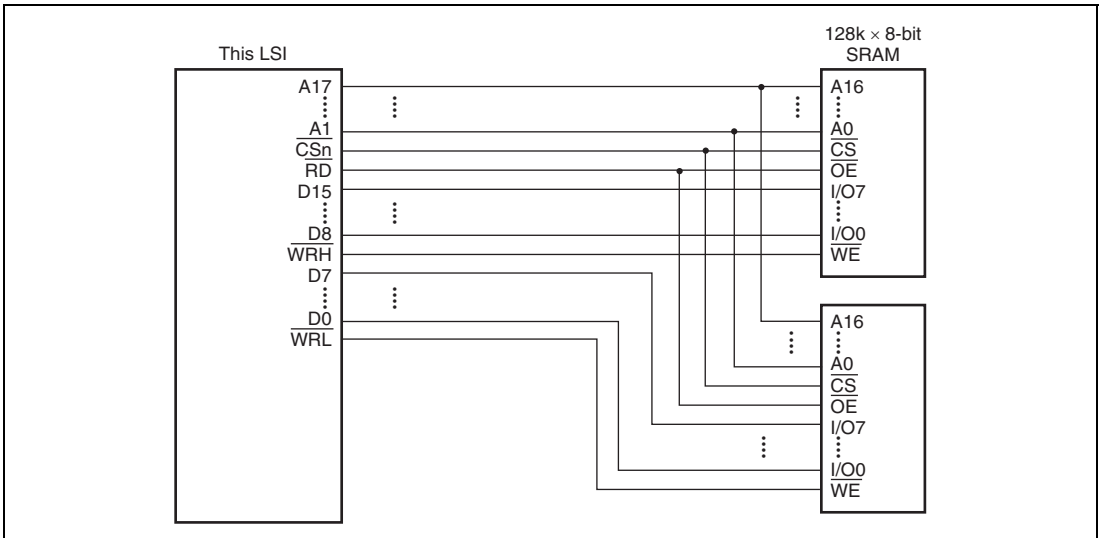 This LSI
A17
A1
CSn
RD
D15
D8
WRH
D7
D0
WRL
128k × 8-bit
SRAM
A16
A0
CS
OE
I/O7
I/O0
WE
A16
A0
CS
OE
I/O7
I/O0
WE